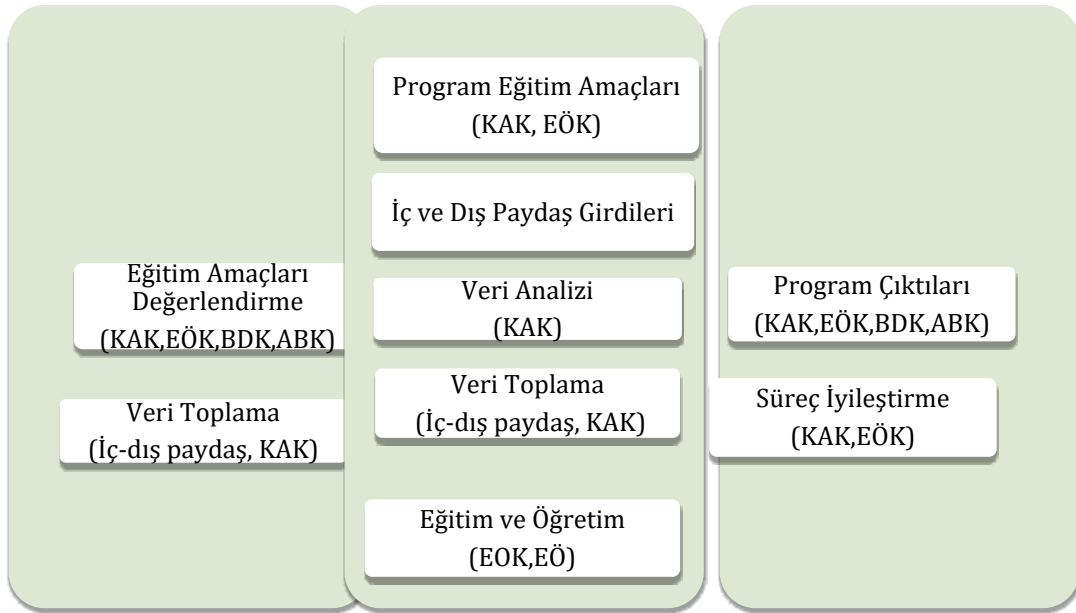 Eğitim Amaçları
Değerlendirme
(KAK,EÖK,BDK,ABK)
Veri Toplama
(İç-dış paydaş, KAK)
Program Eğitim Amaçları
(KAK, EÖK)
İç ve Dış Paydaş Girdileri
Veri Analizi
(KAK)
Veri Toplama
(İç-dış paydaş, KAK)
Eğitim ve Öğretim
(EOK,EÖ)
Program Çıktıları
(KAK,EÖK,BDK,ABK)
Süreç İyileştirme
(KAK,EÖK)